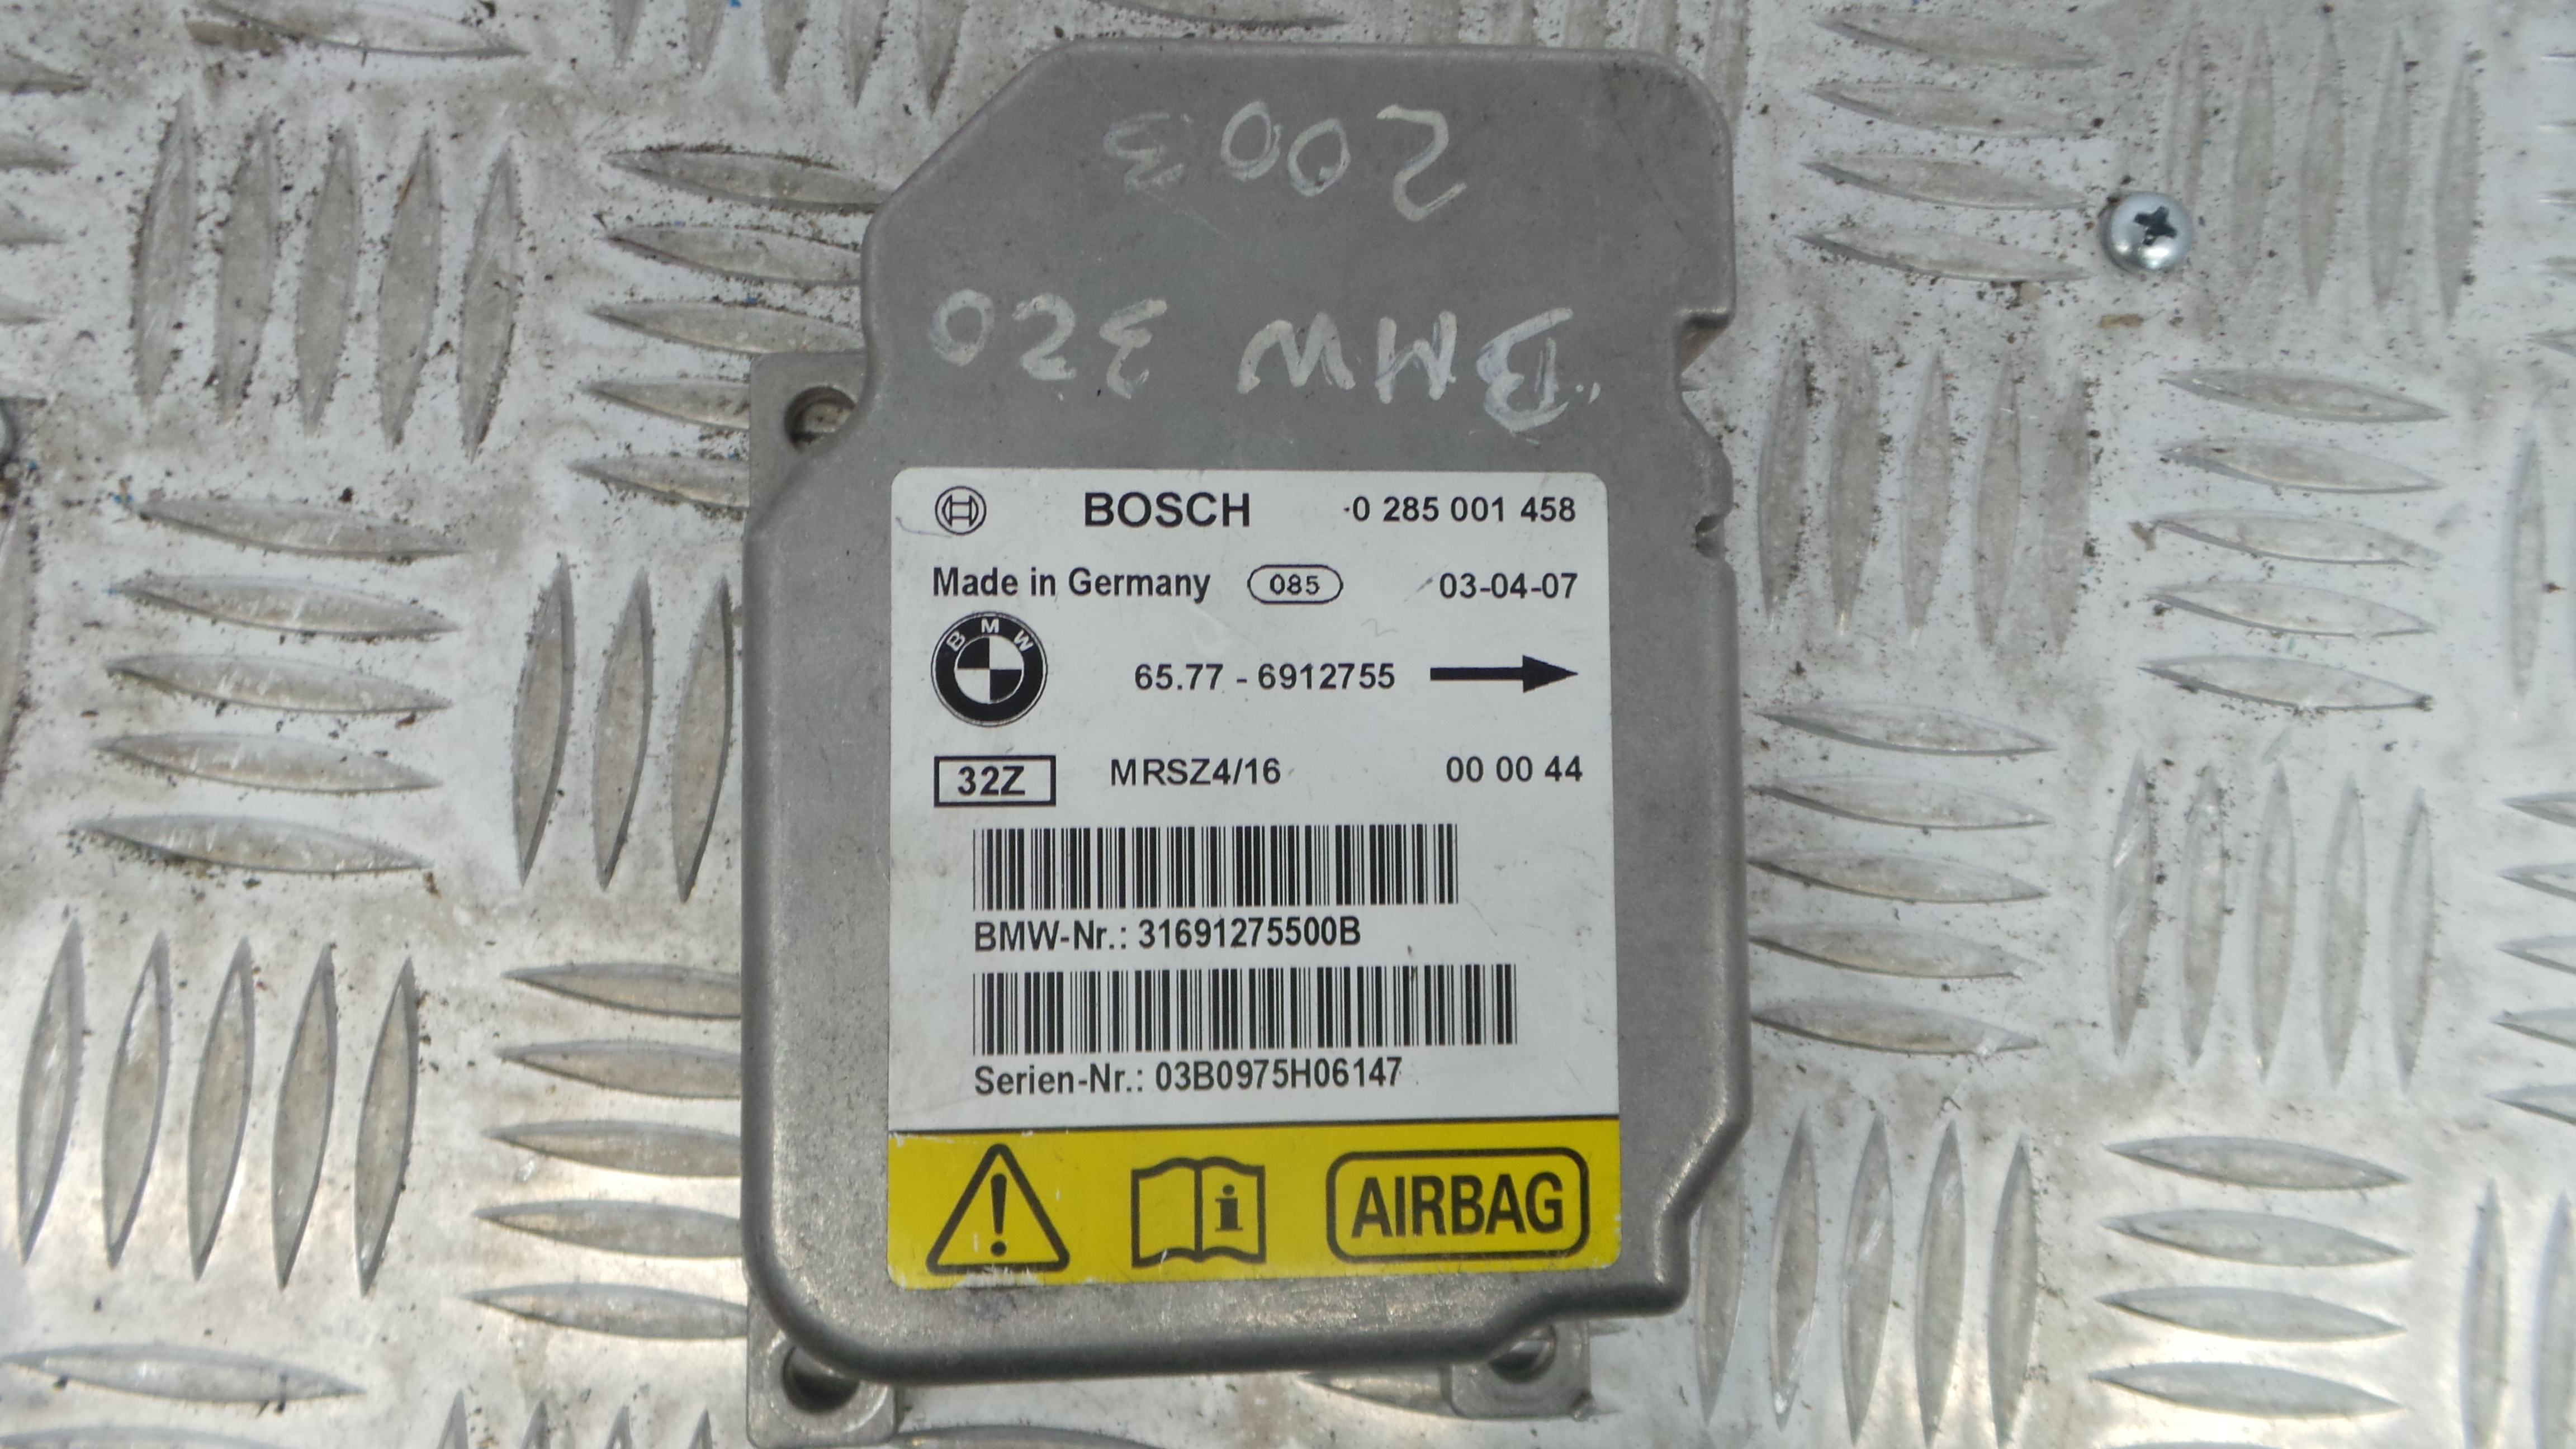 2003
BMW 320
BOSCH 0 285 001 458
Made in Germany 085 03-04-07
BMW
65.77 - 6912755
32Z MRSZ4/16 00 00 44
BMW-Nr.: 31691275500B
Serien-Nr.: 03B0975H06147
! i AIRBAG